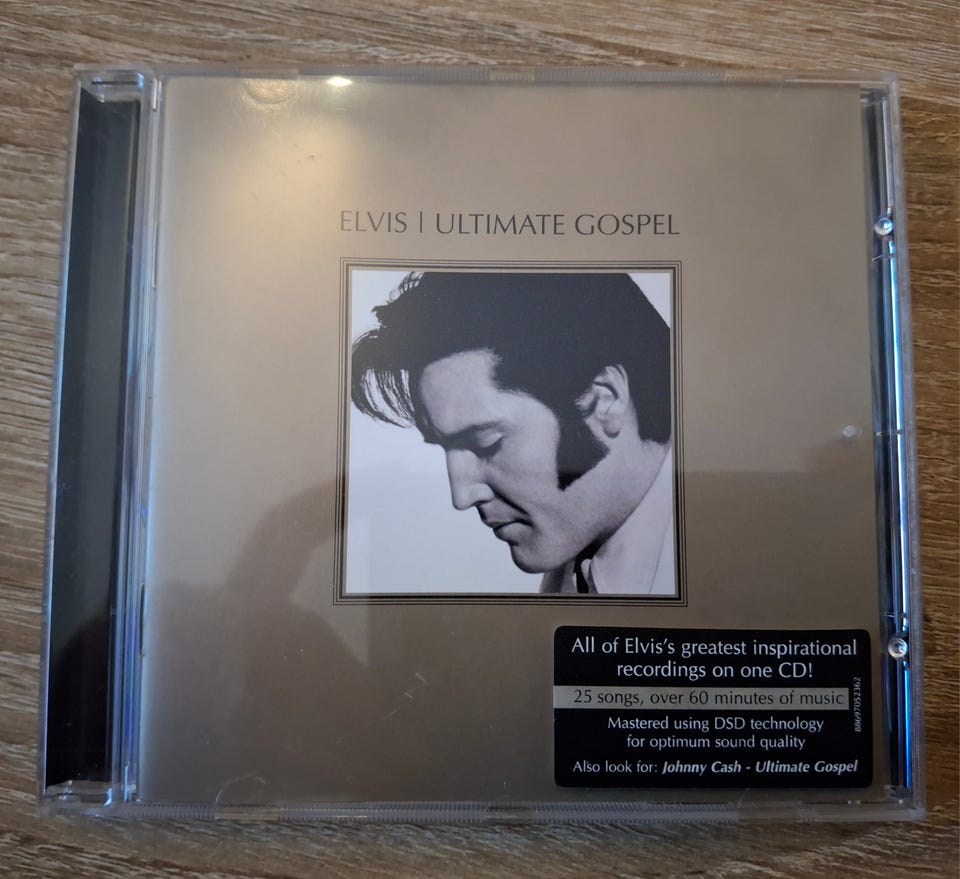 ELVIS | ULTIMATE GOSPEL
All of Elvis's greatest inspirational
recordings on one CD!
25 songs, over 60 minutes of music
Mastered using DSD technology
for optimum sound quality
Also look for: Johnny Cash - Ultimate Gospel
88697052362